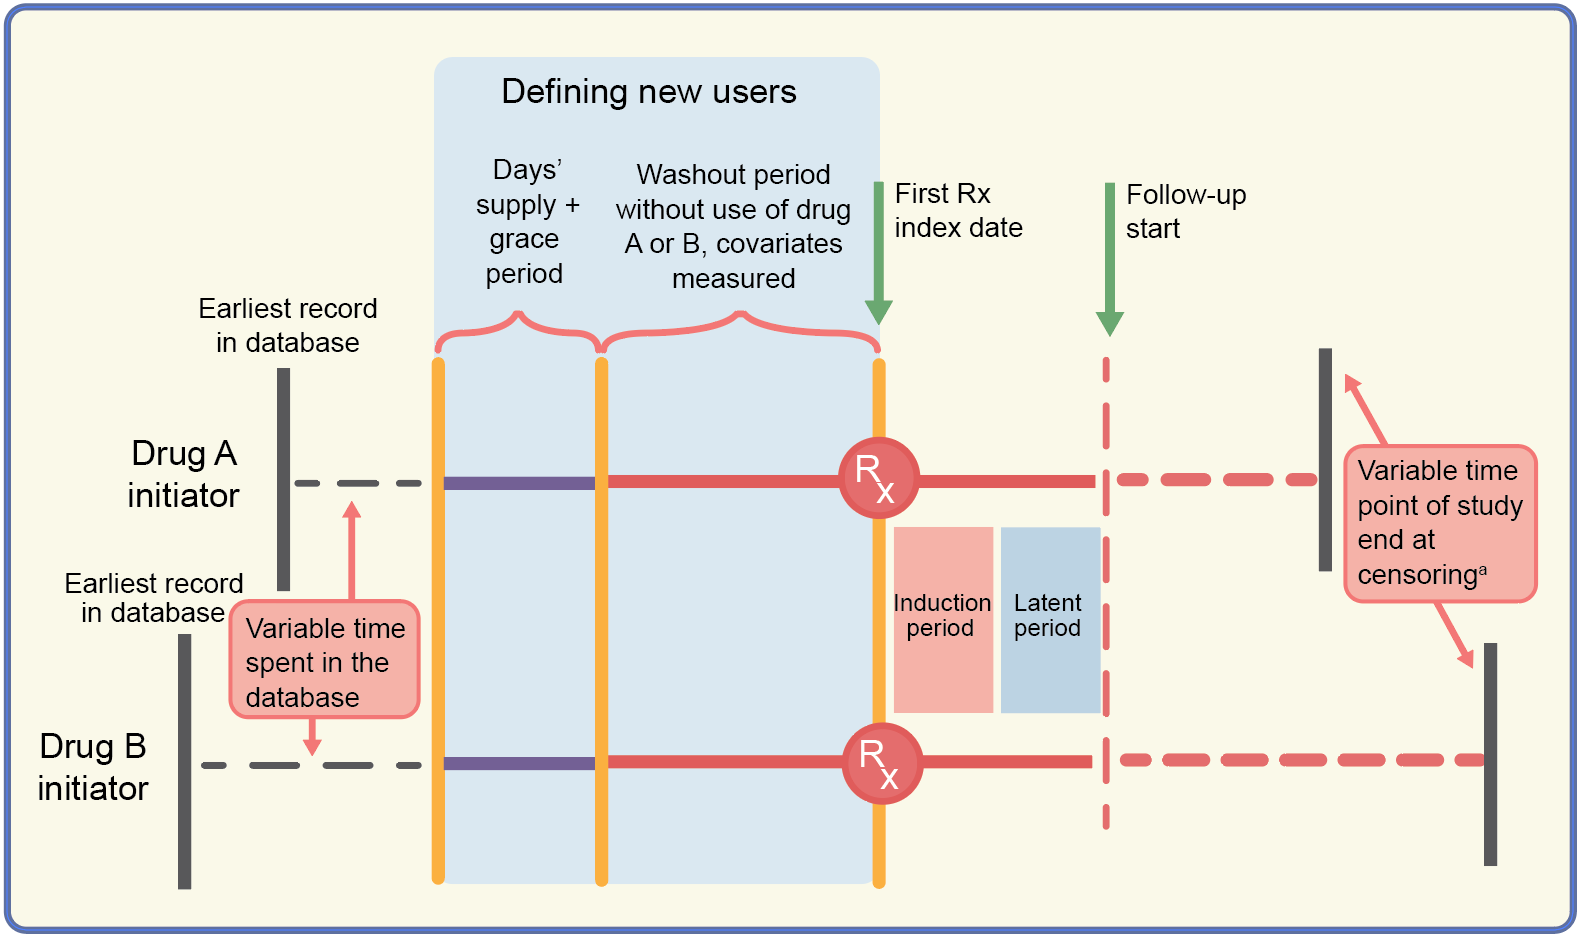 Defining new users
Days’
supply +
grace
period
Washout period
without use of drug
A or B, covariates
measured
First Rx
index date
Follow-up
start
Earliest record
in database
Drug A
initiator
Rx
Variable time
point of study
end at
censoringª
Earliest record
in database
Variable time
spent in the
database
Induction
period
Latent
period
Drug B
initiator
Rx